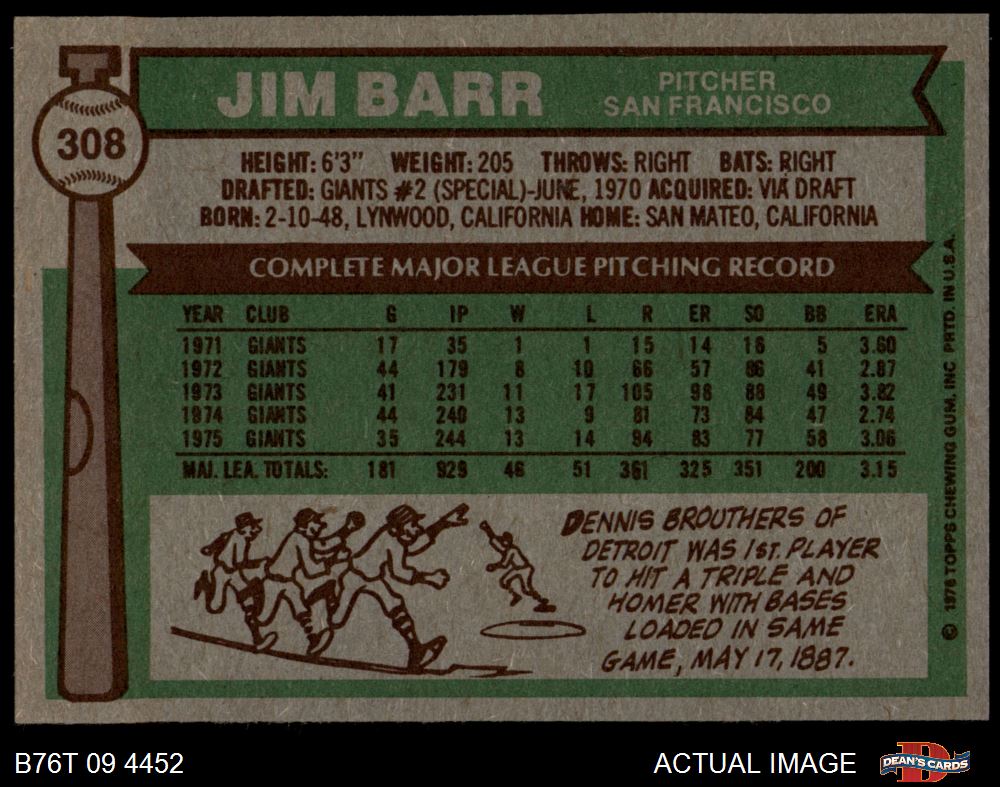 308
JIM BARR
PITCHER
SAN FRANCISCO
HEIGHT: 6'3" WEIGHT: 205 THROWS: RIGHT BATS: RIGHT
DRAFTED: GIANTS #2 (SPECIAL)-JUNE, 1970 ACQUIRED: VIA DRAFT
BORN: 2-10-48, LYNWOOD, CALIFORNIA HOME: SAN MATEO, CALIFORNIA
COMPLETE MAJOR LEAGUE PITCHING RECORD
YEAR CLUB G IP W L R ER SO BB ERA
1971 GIANTS 17 35 1 1 15 14 16 5 3.60
1972 GIANTS 44 179 8 10 66 57 86 41 2.87
1973 GIANTS 41 231 11 17 105 98 88 49 3.82
1974 GIANTS 44 240 13 9 81 73 84 47 2.74
1975 GIANTS 35 244 13 14 94 83 77 58 3.06
MAJ. LEA. TOTALS: 181 929 46 51 361 325 351 200 3.15
DENNIS BROUTHERS OF
DETROIT WAS 1ST. PLAYER
TO HIT A TRIPLE AND
HOMER WITH BASES
LOADED IN SAME
GAME, MAY 17, 1887.
© 1976 TOPPS CHEWING GUM, INC PRTD. IN U.S.A.
B76T 09 4452
ACTUAL IMAGE
DEAN'S CARDS